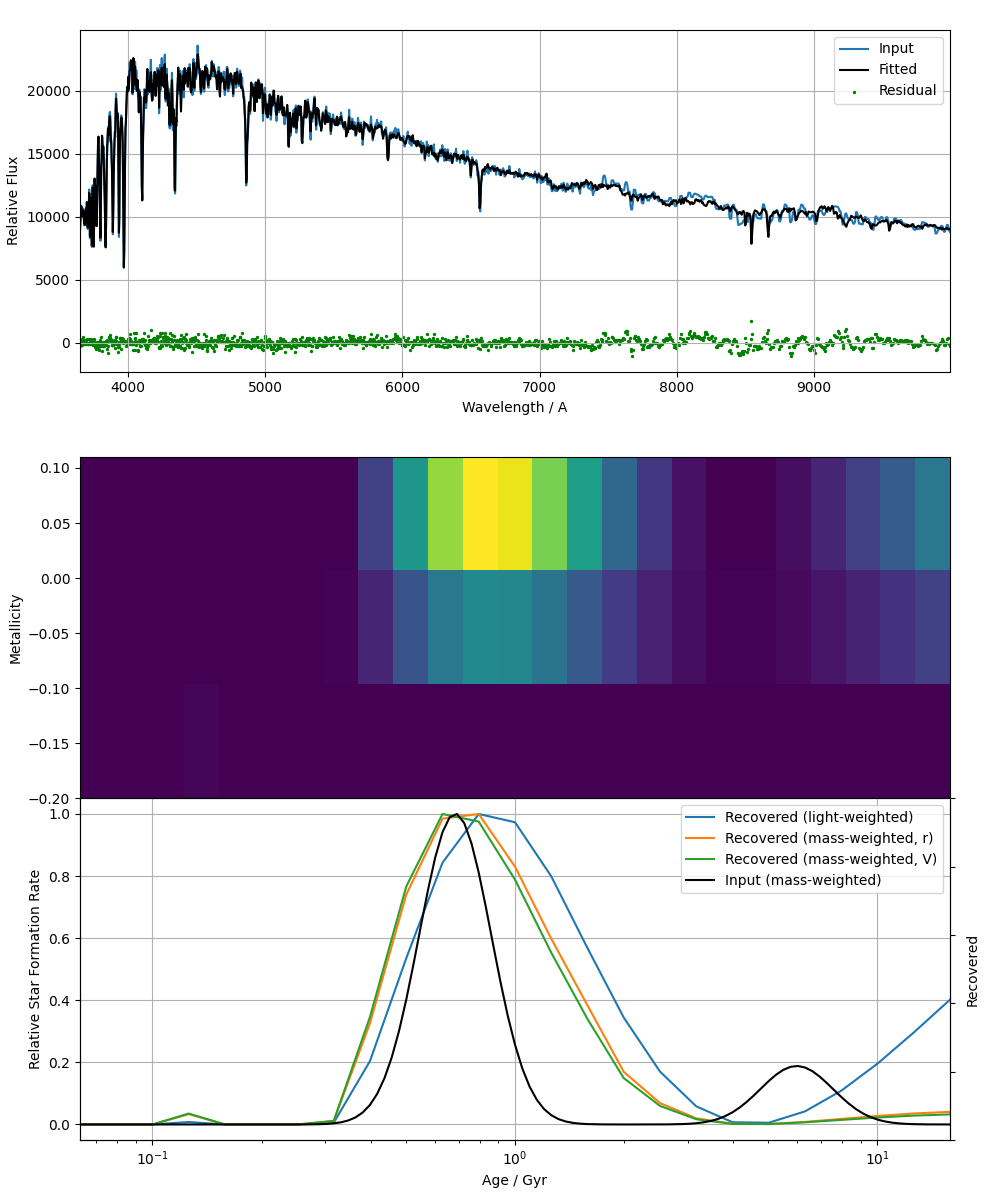 Input
Fitted
Residual
Relative Flux
20000
15000
10000
5000
0
4000 5000 6000 7000 8000 9000
Wavelength / A
Metallicity
0.10
0.05
0.00
−0.05
−0.10
−0.15
−0.20
Recovered (light-weighted)
Recovered (mass-weighted, r)
Recovered (mass-weighted, V)
Input (mass-weighted)
Relative Star Formation Rate
1.0
0.8
0.6
0.4
0.2
0.0
Recovered
10⁻¹ 10⁰ 10¹
Age / Gyr